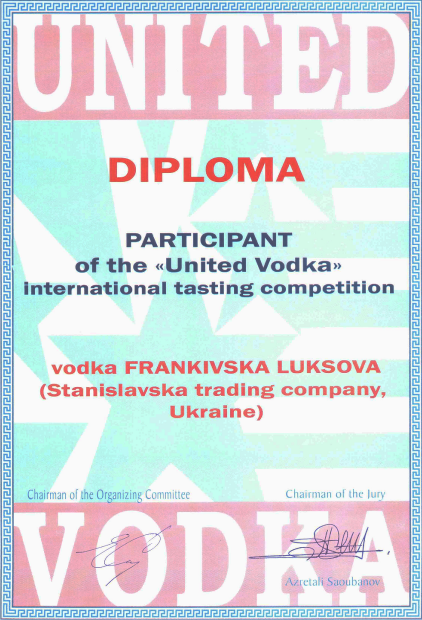 UNITED
DIPLOMA
PARTICIPANT
of the «United Vodka»
international tasting competition
vodka FRANKIVSKA LUKSOVA
(Stanislavska trading company,
Ukraine)
Chairman of the Organizing Committee
Chairman of the Jury
VODKA
Azretali Saoubanov